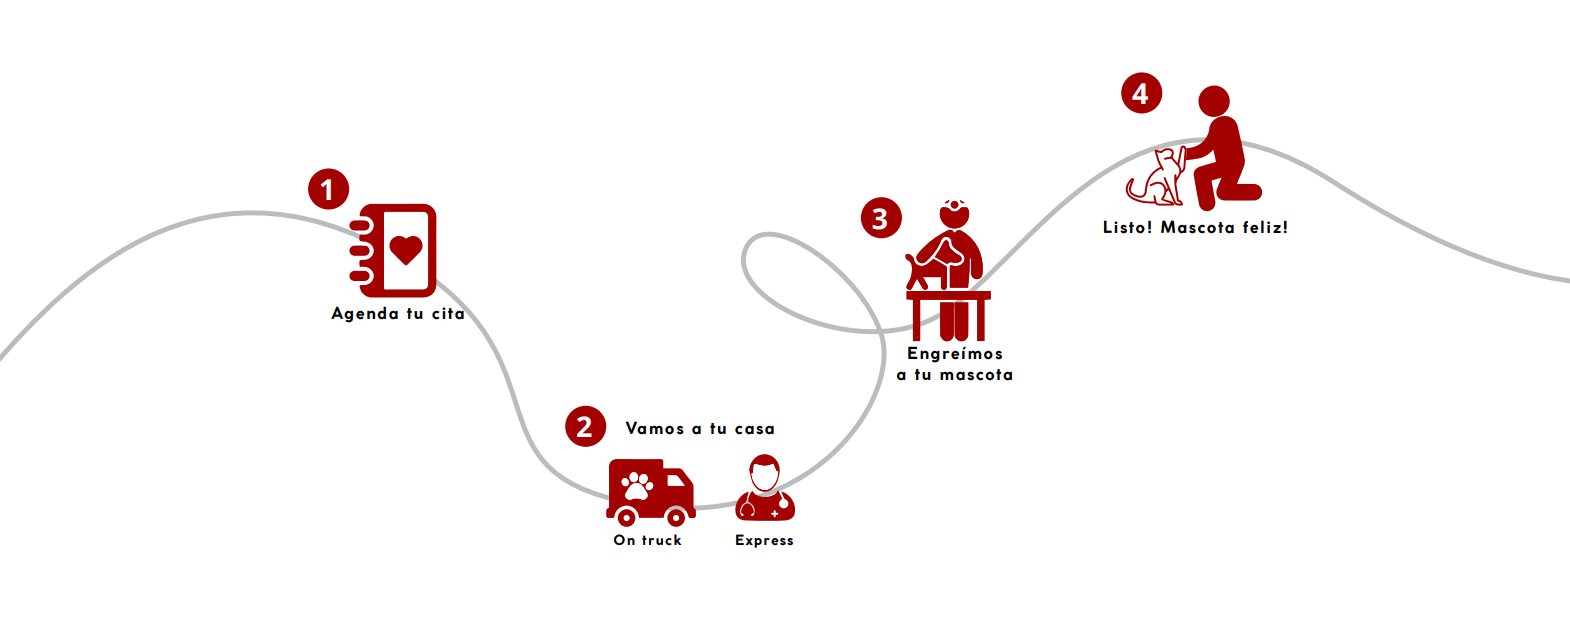 1
Agenda tu cita
2
Vamos a tu casa
On truck
Express
3
Engreímos
a tu mascota
4
Listo! Mascota feliz!